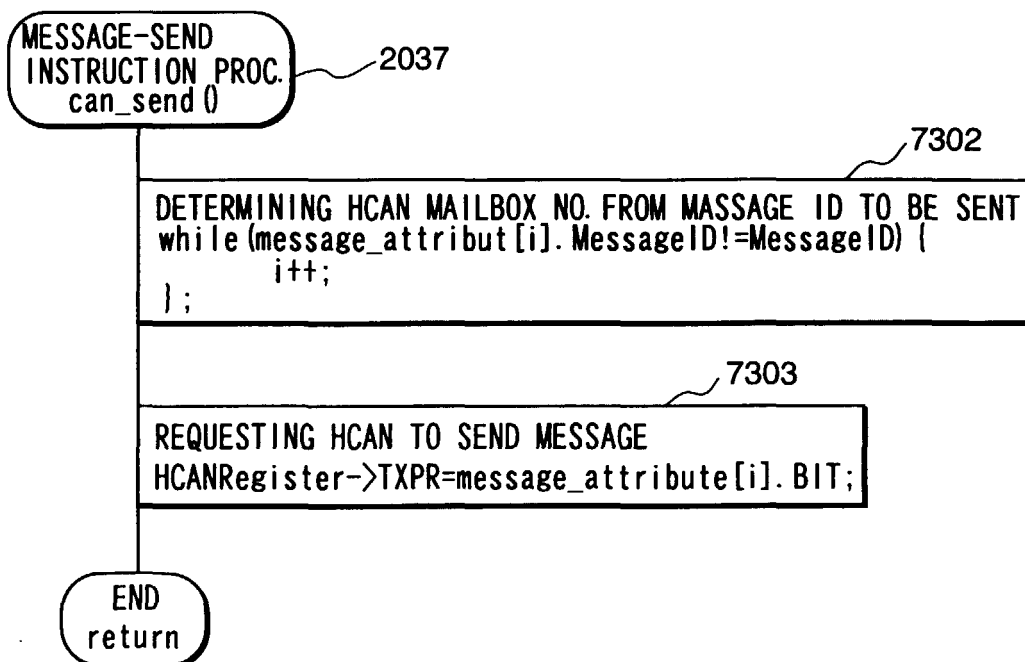 MESSAGE-SEND
INSTRUCTION PROC.
can_send()
2037
7302
DETERMINING HCAN MAILBOX NO. FROM MASSAGE ID TO BE SENT
while(message_attribut[i].MessageID!=MessageID) {
i++;
};
7303
REQUESTING HCAN TO SEND MESSAGE
HCANRegister->TXPR=message_attribute[i].BIT;
END
return